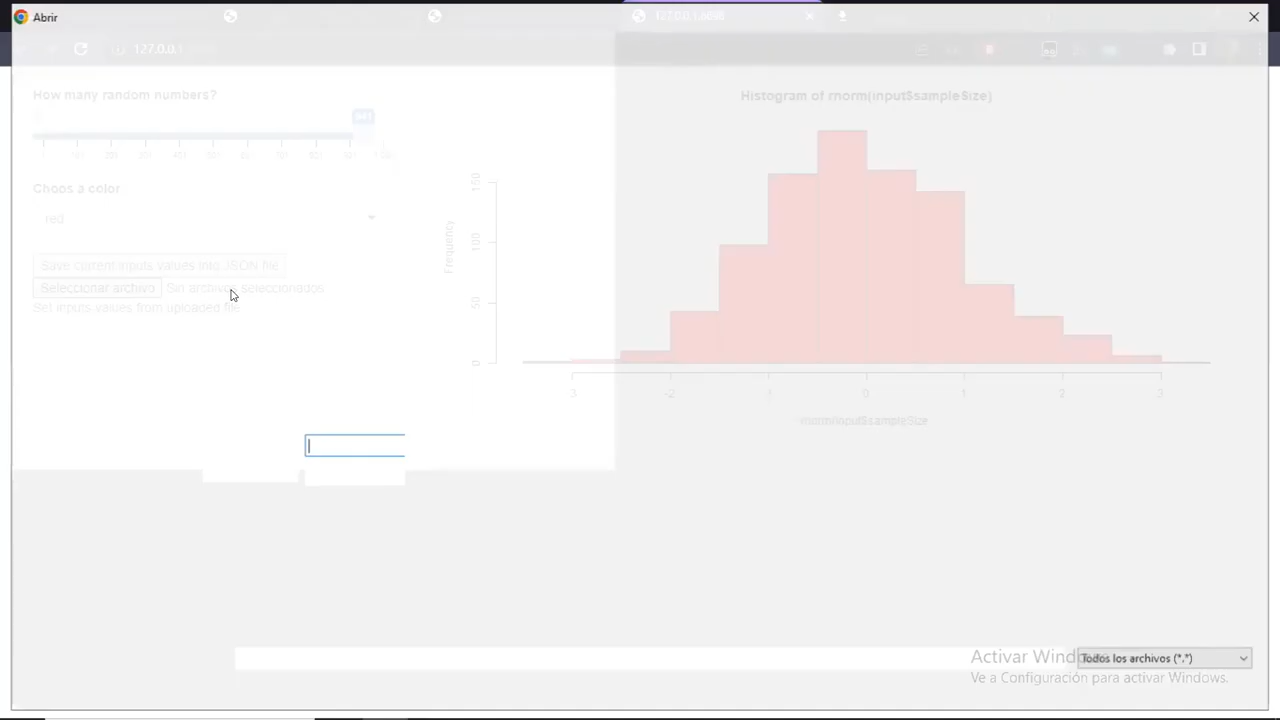 Abrir
127.0.0.1
How many random numbers?
Choos a color
red
Save current inputs values into JSON file
Seleccionar archivo Sin archivos seleccionados
Set inputs values from uploaded file
Histogram of rnorm(input$sampleSize)
Frequency
0
50
100
150
-2
0
1
2
3
rnorm(input$sampleSize
Todos los archivos (*.*)
Activar Wind
Ve a Configuración para activar Windows.